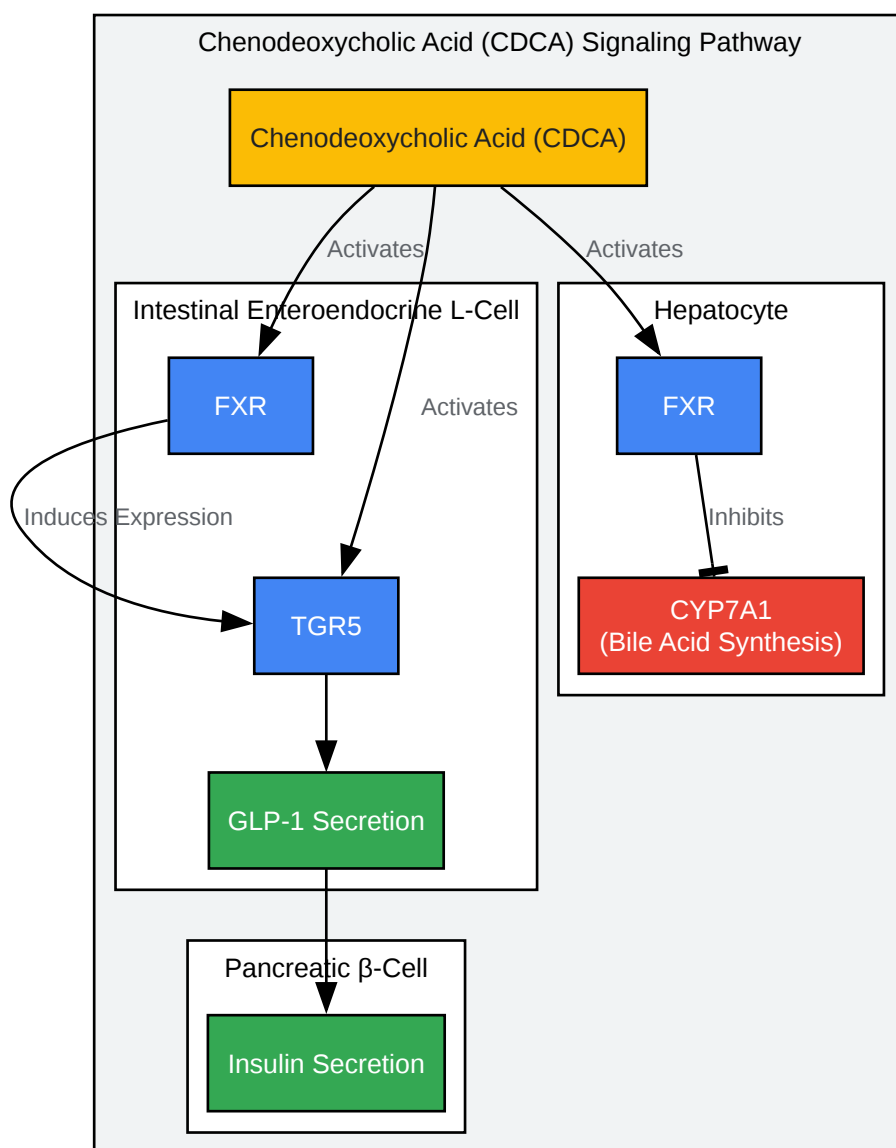 Chenodeoxycholic Acid (CDCA) Signaling Pathway
Chenodeoxycholic Acid (CDCA)
Activates
Activates
Intestinal Enteroendocrine L-Cell
Hepatocyte
FXR
Activates
FXR
Induces Expression
Inhibits
TGR5
CYP7A1
(Bile Acid Synthesis)
GLP-1 Secretion
Pancreatic β-Cell
Insulin Secretion